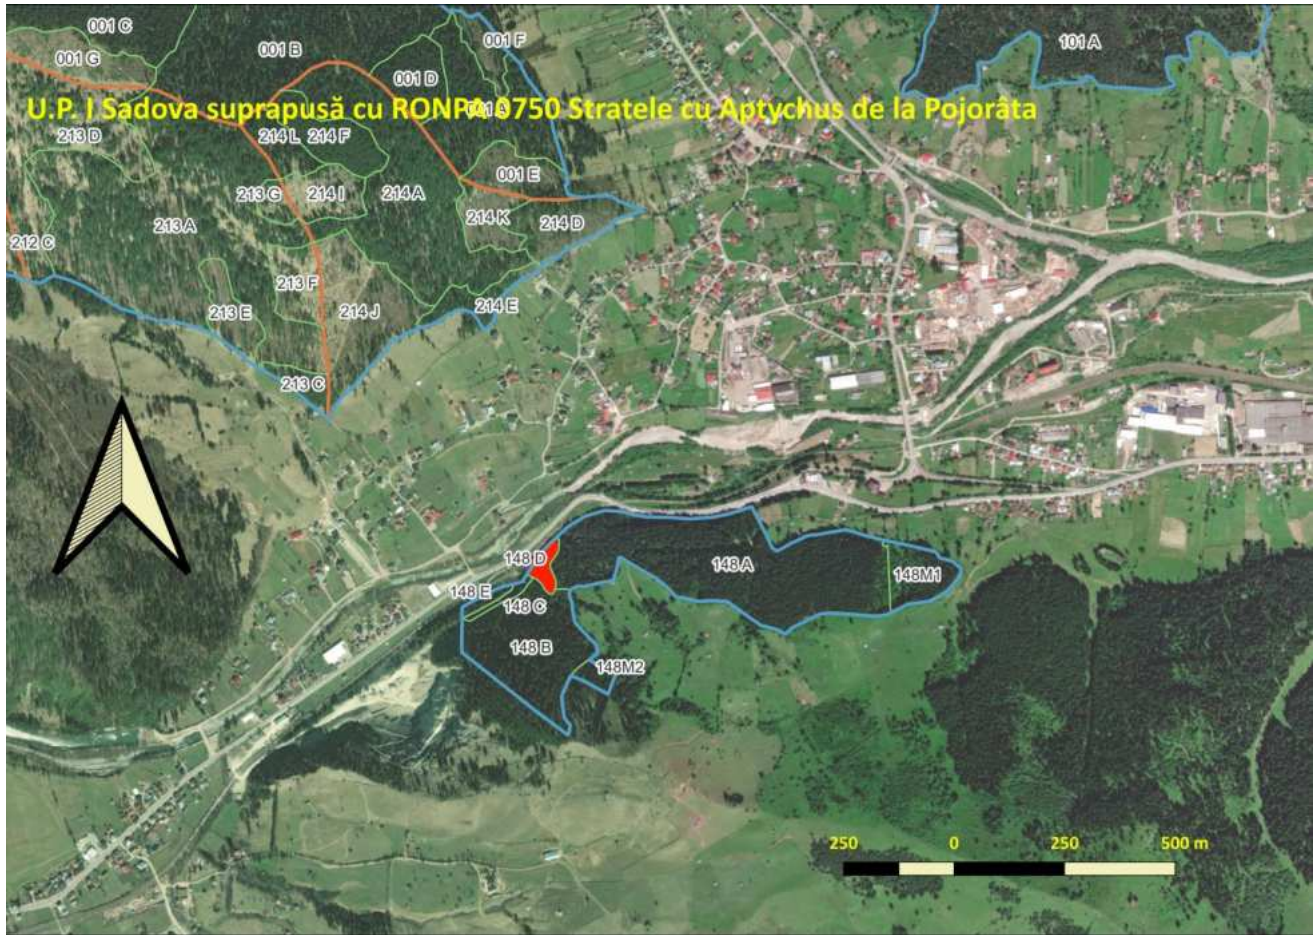 001 C
001 G
001 B
001 F
101 A
001 D
001 A
U.P. I Sadova suprapusă cu RONPA 0750 Stratele cu Aptychus de la Pojorâta
213 D
214 L
214 F
001 E
213 G
214 I
214 A
213 A
214 K
214 D
212 C
213 F
213 E
214 J
214 E
213 C
148 D
148 A
148M1
148 E
148 C
148 B
148M2
250 0 250 500 m